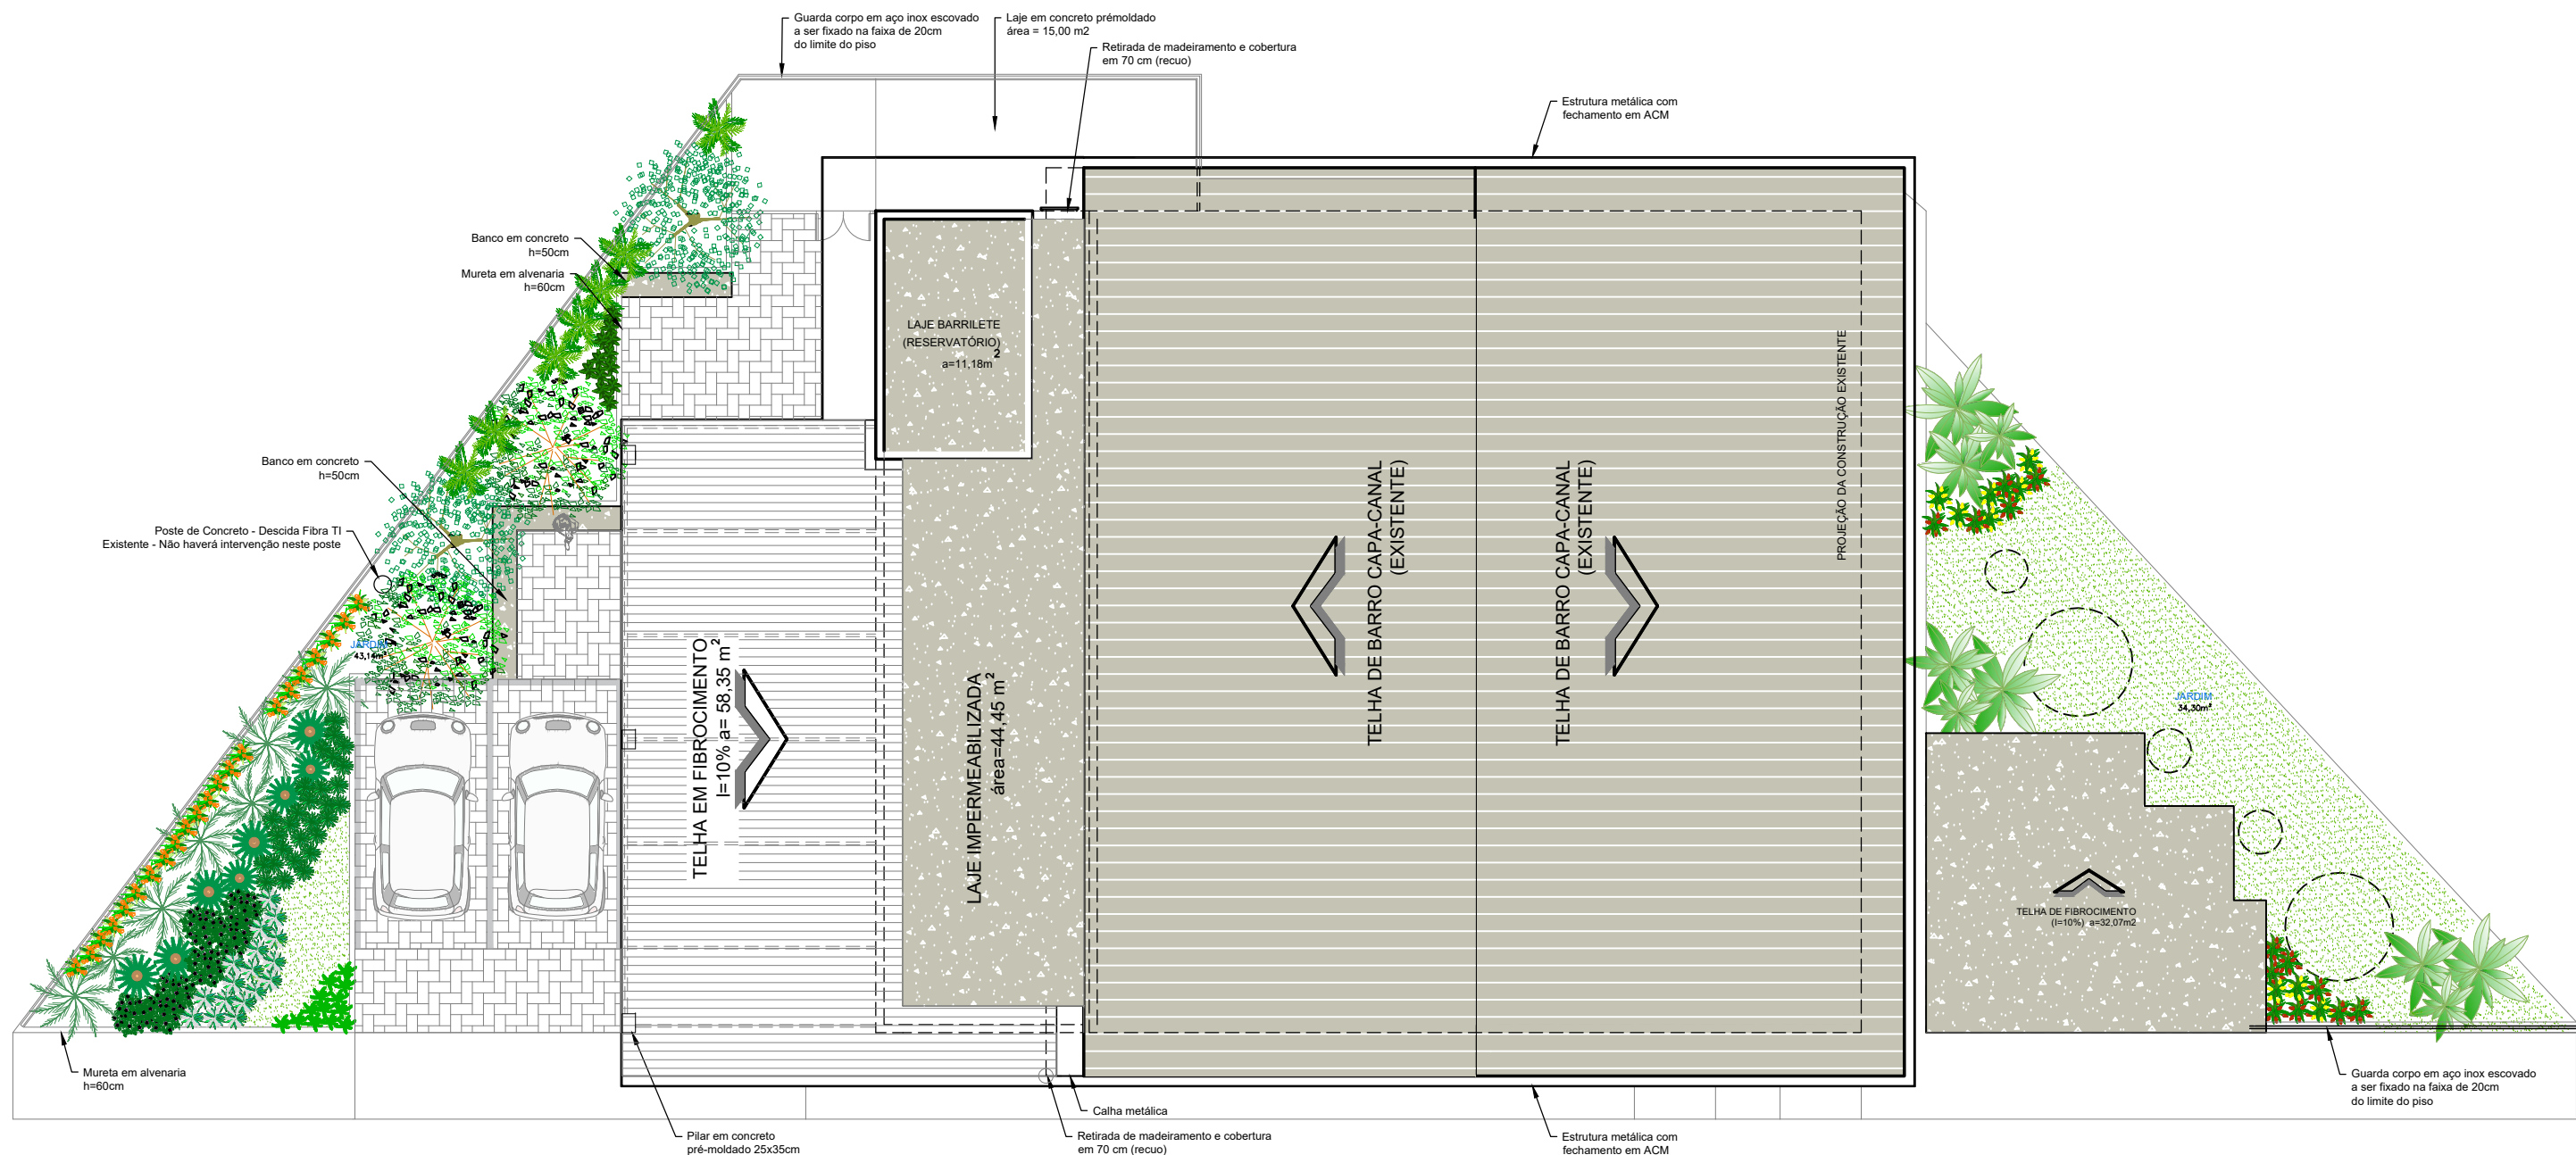 Guarda corpo em aço inox escovado
a ser fixado na faixa de 20cm
do limite do piso
Laje em concreto prémoldado
área = 15,00 m2
Retirada de madeiramento e cobertura
em 70 cm (recuo)
Estrutura metálica com
fechamento em ACM
Banco em concreto
h=50cm
Mureta em alvenaria
h=60cm
LAJE BARRILETE
(RESERVATÓRIO)
a=11,18m²
PROJEÇÃO DA CONSTRUÇÃO EXISTENTE
Banco em concreto
h=50cm
TELHA DE BARRO CAPA-CANAL
(EXISTENTE)
TELHA DE BARRO CAPA-CANAL
(EXISTENTE)
Poste de Concreto - Descida Fibra TI
Existente - Não haverá intervenção neste poste
JARDIM
43,14m²
TELHA EM FIBROCIMENTO
I=10% a= 58,35 m²
LAJE IMPERMEABILIZADA
área=44,45 m²
JARDIM
34,30m²
TELHA DE FIBROCIMENTO
(I=10%) a=32,07m2
Mureta em alvenaria
h=60cm
Guarda corpo em aço inox escovado
a ser fixado na faixa de 20cm
do limite do piso
Calha metálica
Pilar em concreto
pré-moldado 25x35cm
Retirada de madeiramento e cobertura
em 70 cm (recuo)
Estrutura metálica com
fechamento em ACM